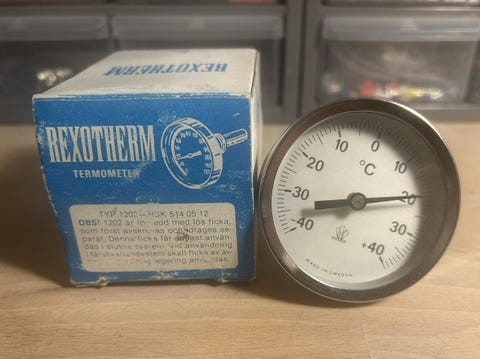 REXOTHERM
REXOTHERM
TERMOMETER
TYP 1202 — RSK 514 05 12
OBS! 1202 är försedd med lös ficka,
som först avskruvas och drages se-
parat. Denna ficka får endast använ-
das i slutna system. Vid användning
i färskvattensystem skall ficka av
legering användas.
°C
-40
30
20
10
0
10
20
30
+40
MADE IN SWEDEN